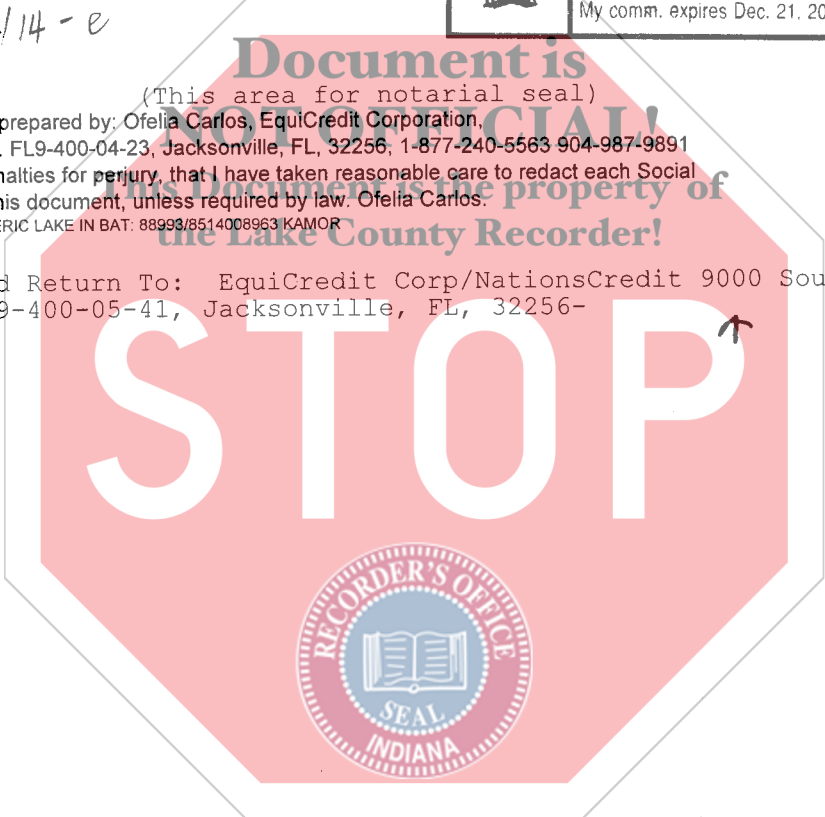 /14-e
My comm. expires Dec. 21, 20
Document is
(This area for notarial seal)
prepared by: Ofelia Carlos, EquiCredit Corporation,
NOT OFFICIAL!
. FL9-400-04-23, Jacksonville, FL, 32256, 1-877-240-5563 904-987-9891
nalties for perjury, that I have taken reasonable care to redact each Social
This Document is the property of
his document, unless required by law. Ofelia Carlos.
ERIC LAKE IN BAT: 88993/8514008963 KAMOR
the Lake County Recorder!
d Return To: EquiCredit Corp/NationsCredit 9000 Sou
9-400-05-41, Jacksonville, FL, 32256-
STOP
RECORDER'S OFFICE
SEAL
INDIANA